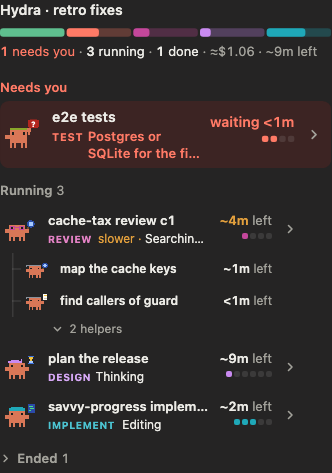 Hydra · retro fixes
1 needs you · 3 running · 1 done · ≈$1.06 · ~9m left
Needs you
e2e tests
waiting <1m
TEST Postgres or
SQLite for the fi...
?
Running 3
cache-tax review c1
~4m left
REVIEW slower · Searchin...
map the cache keys
~1m left
find callers of guard
<1m left
2 helpers
plan the release
~9m left
DESIGN Thinking
savvy-progress implem...
~2m left
IMPLEMENT Editing
Ended 1